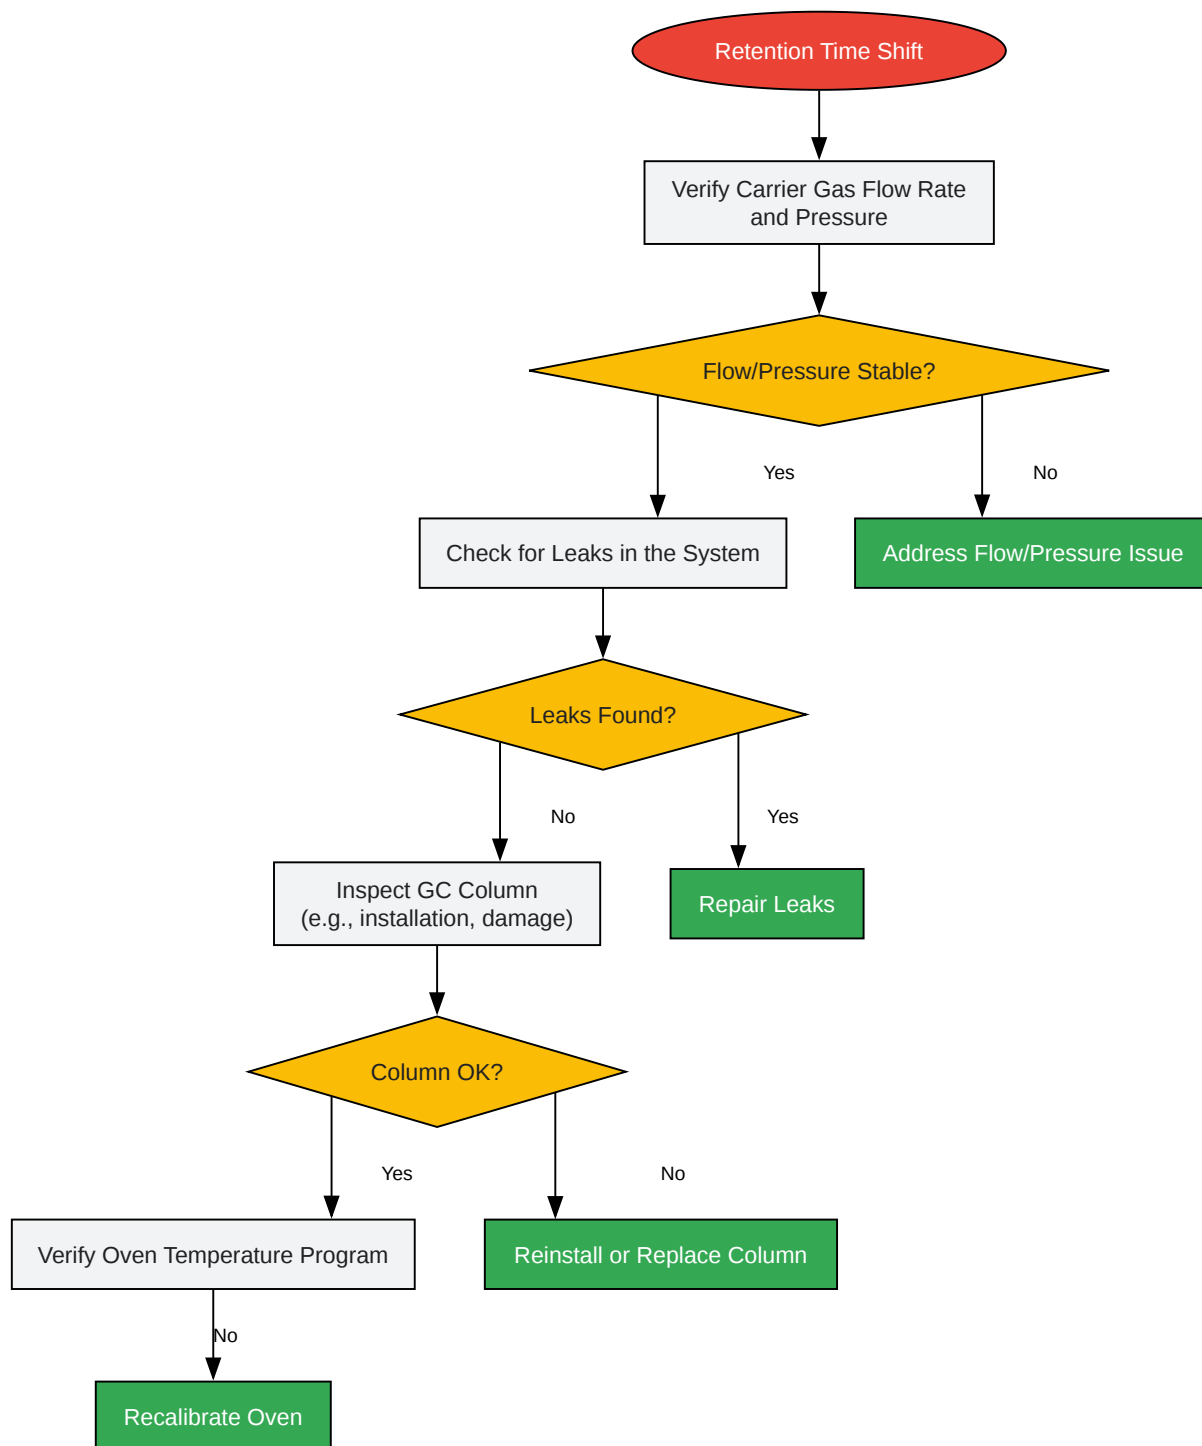 Retention Time Shift
Verify Carrier Gas Flow Rate
and Pressure
Flow/Pressure Stable?
Yes
No
Check for Leaks in the System
Address Flow/Pressure Issue
Leaks Found?
No
Yes
Inspect GC Column
(e.g., installation, damage)
Repair Leaks
Column OK?
Yes
No
Verify Oven Temperature Program
Reinstall or Replace Column
No
Recalibrate Oven